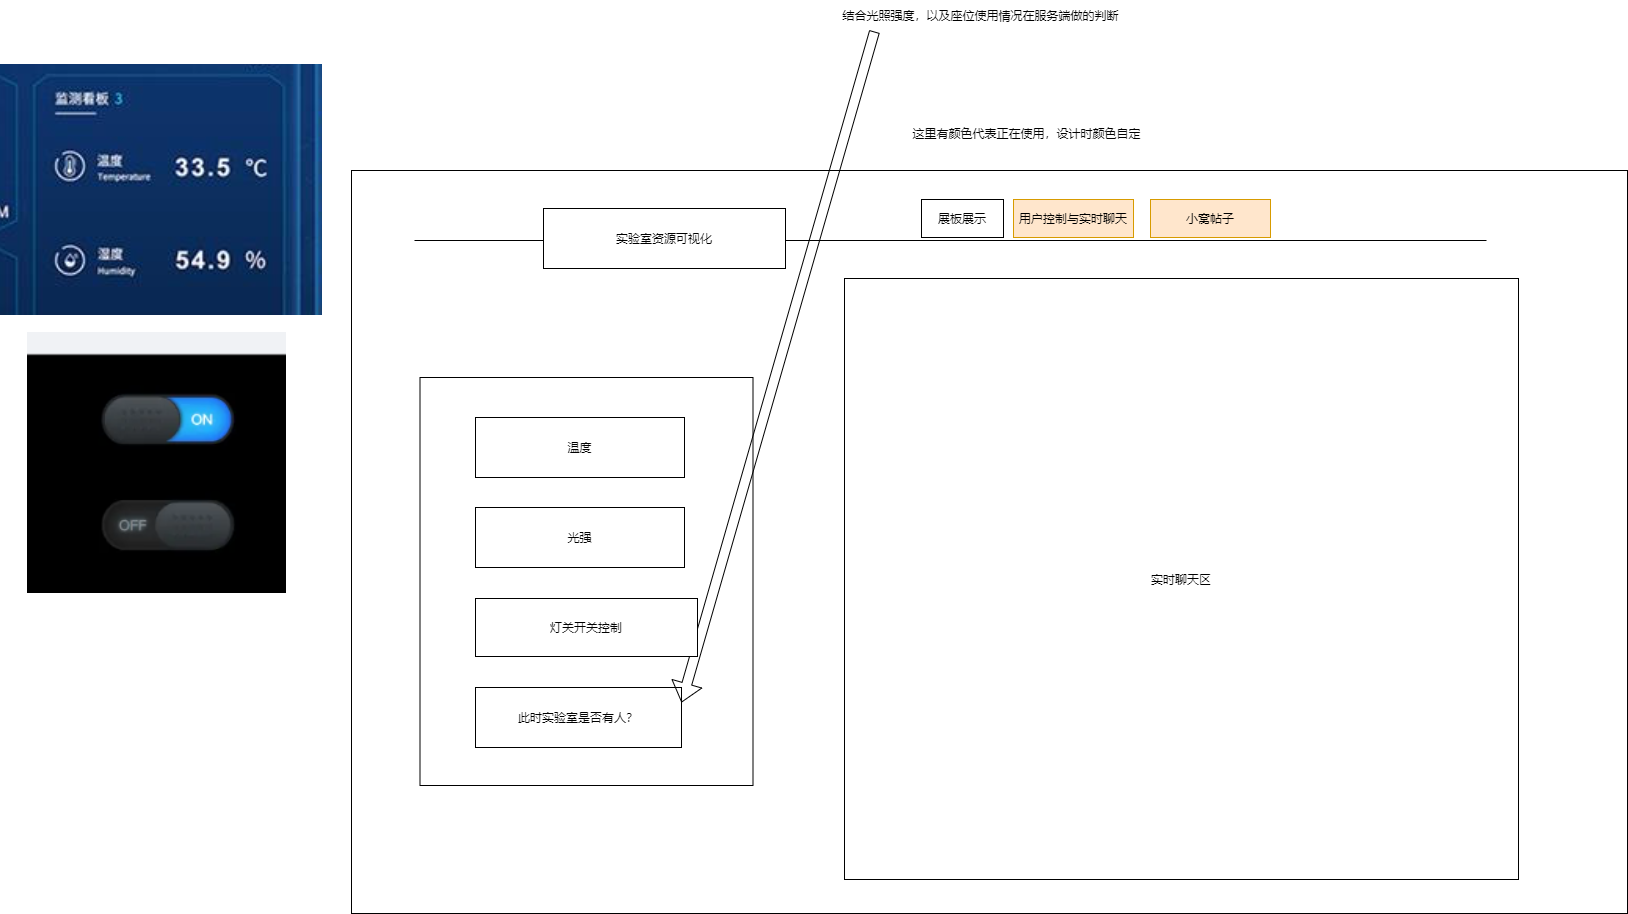 结合光照强度，以及座位使用情况在服务端做的判断
这里有颜色代表正在使用，设计时颜色自定
监测看板 3
温度
Temperature
33.5 ℃
M
湿度
Humidity
54.9 %
ON
OFF
实验室资源可视化
展板展示
用户控制与实时聊天
小窝帖子
温度
光强
灯关开关控制
此时实验室是否有人？
实时聊天区